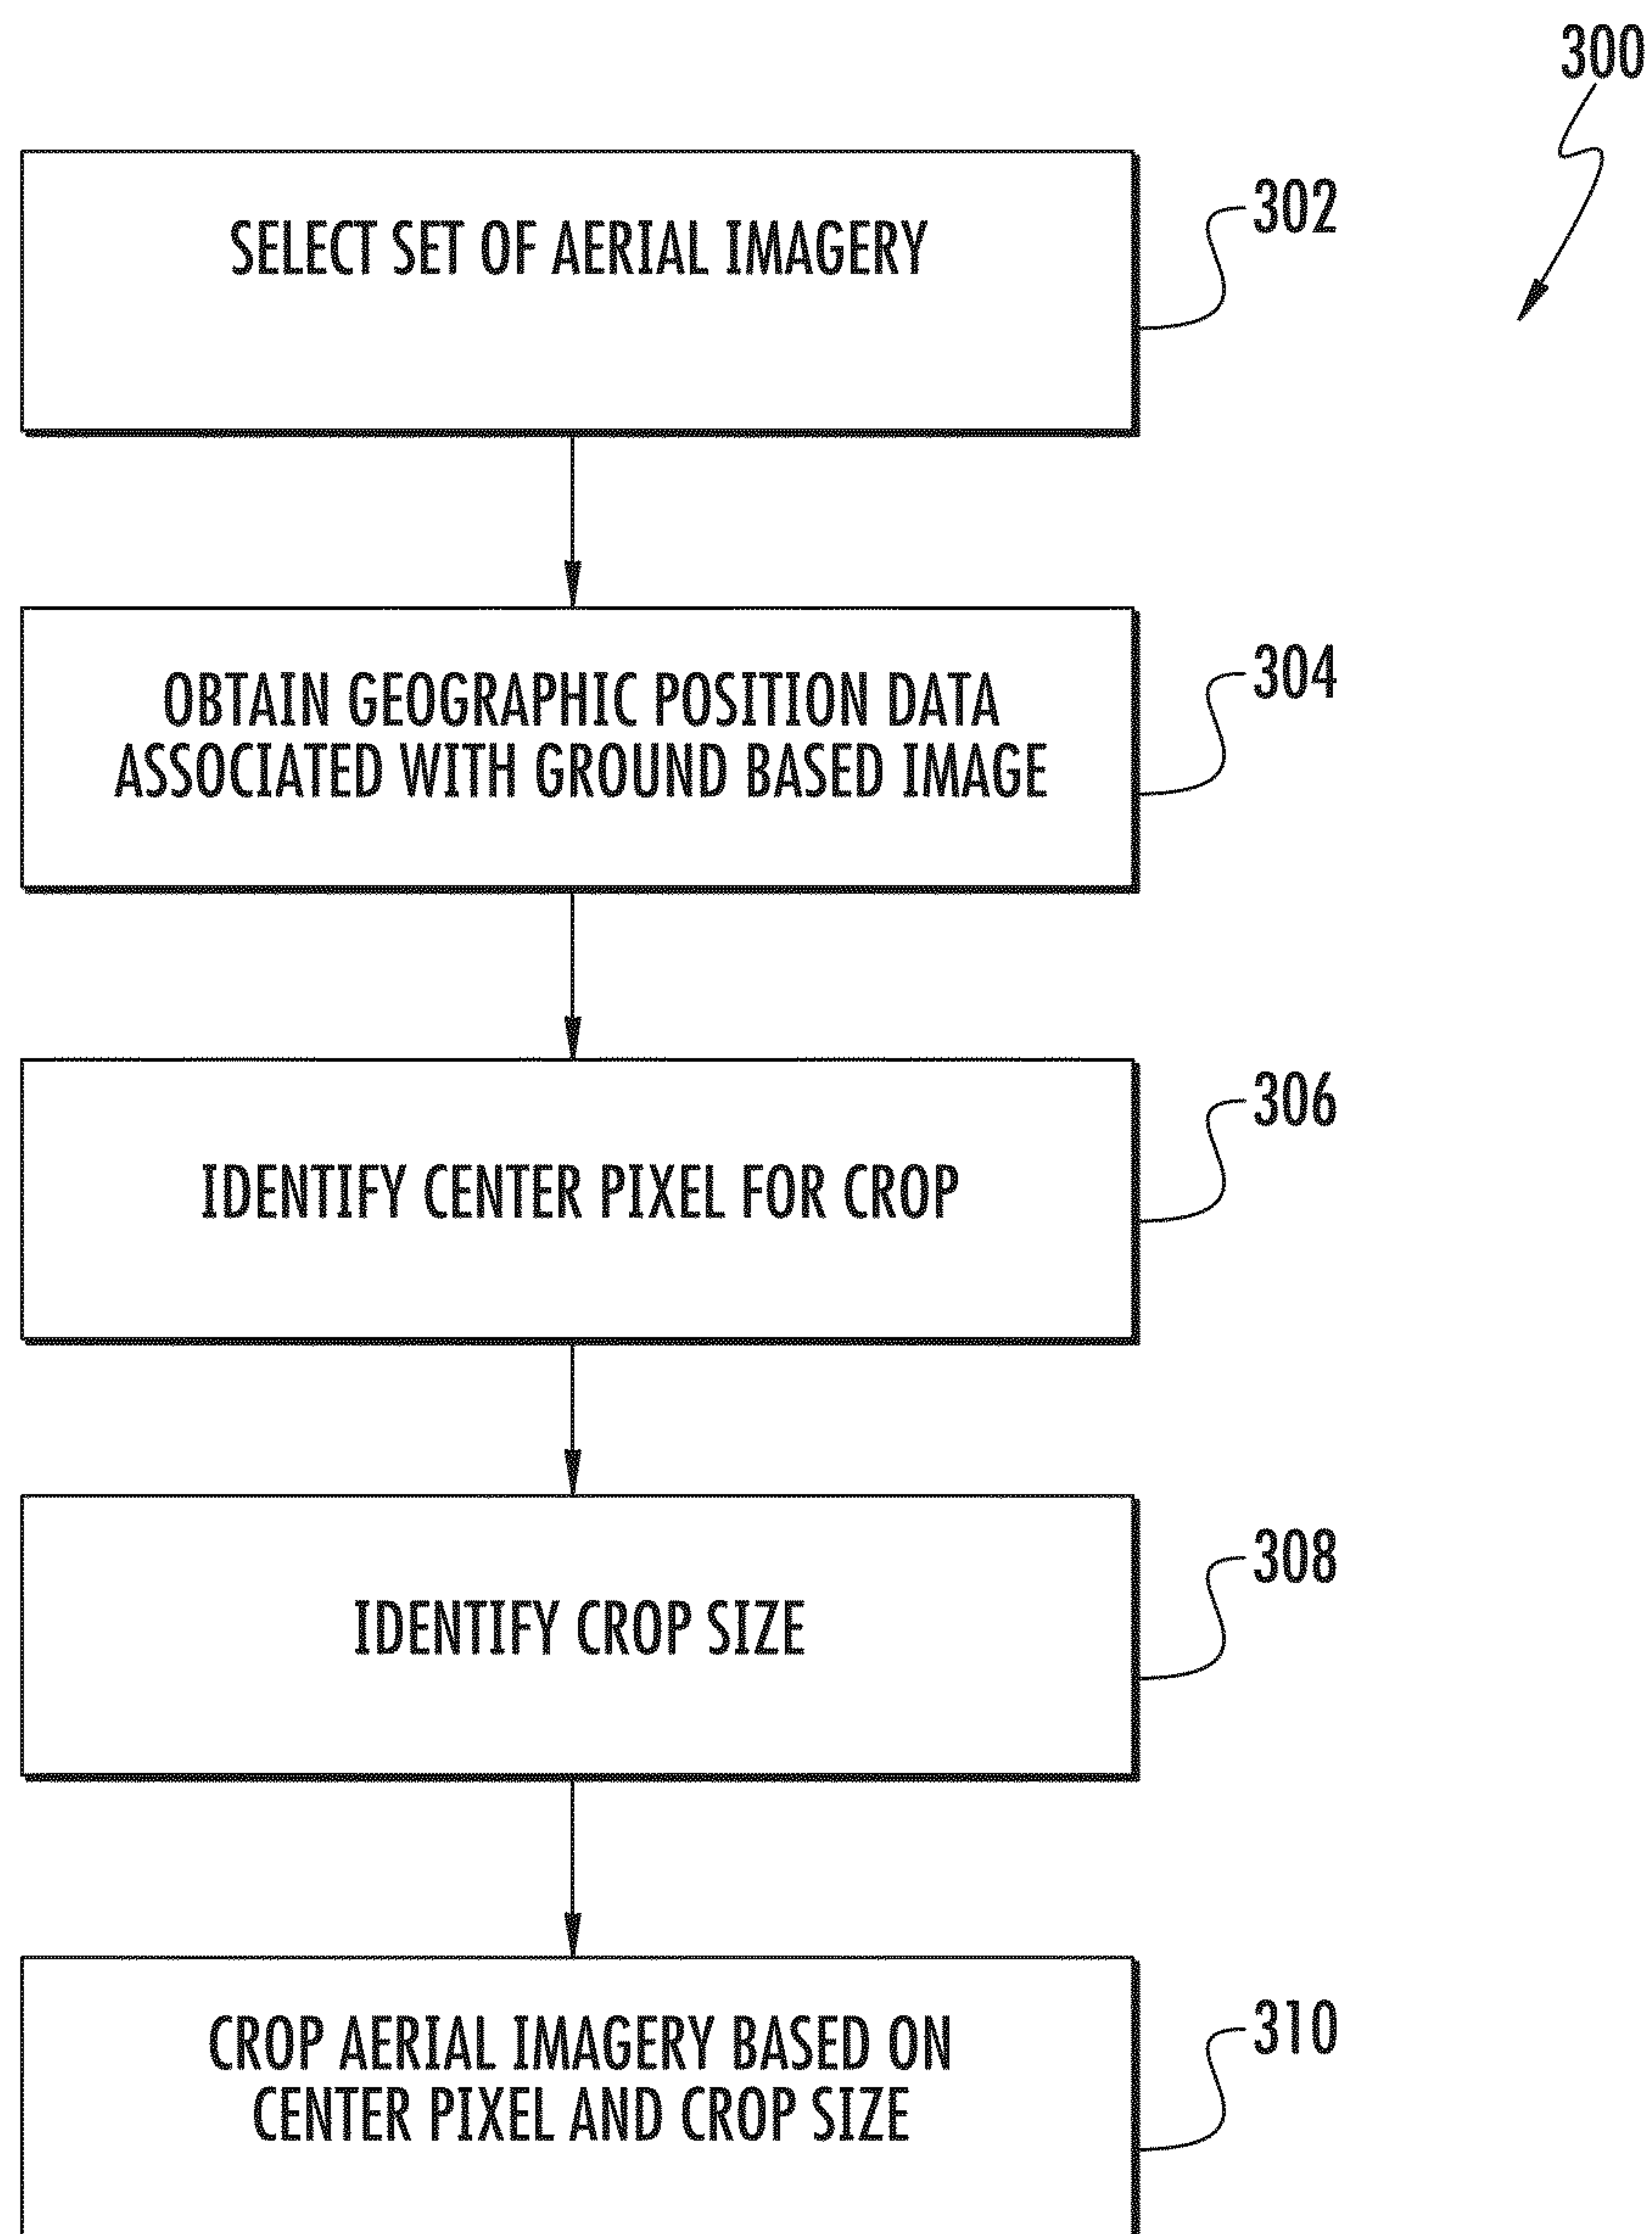 300
SELECT SET OF AERIAL IMAGERY
302
OBTAIN GEOGRAPHIC POSITION DATA
ASSOCIATED WITH GROUND BASED IMAGE
304
IDENTIFY CENTER PIXEL FOR CROP
306
IDENTIFY CROP SIZE
308
CROP AERIAL IMAGERY BASED ON
CENTER PIXEL AND CROP SIZE
310